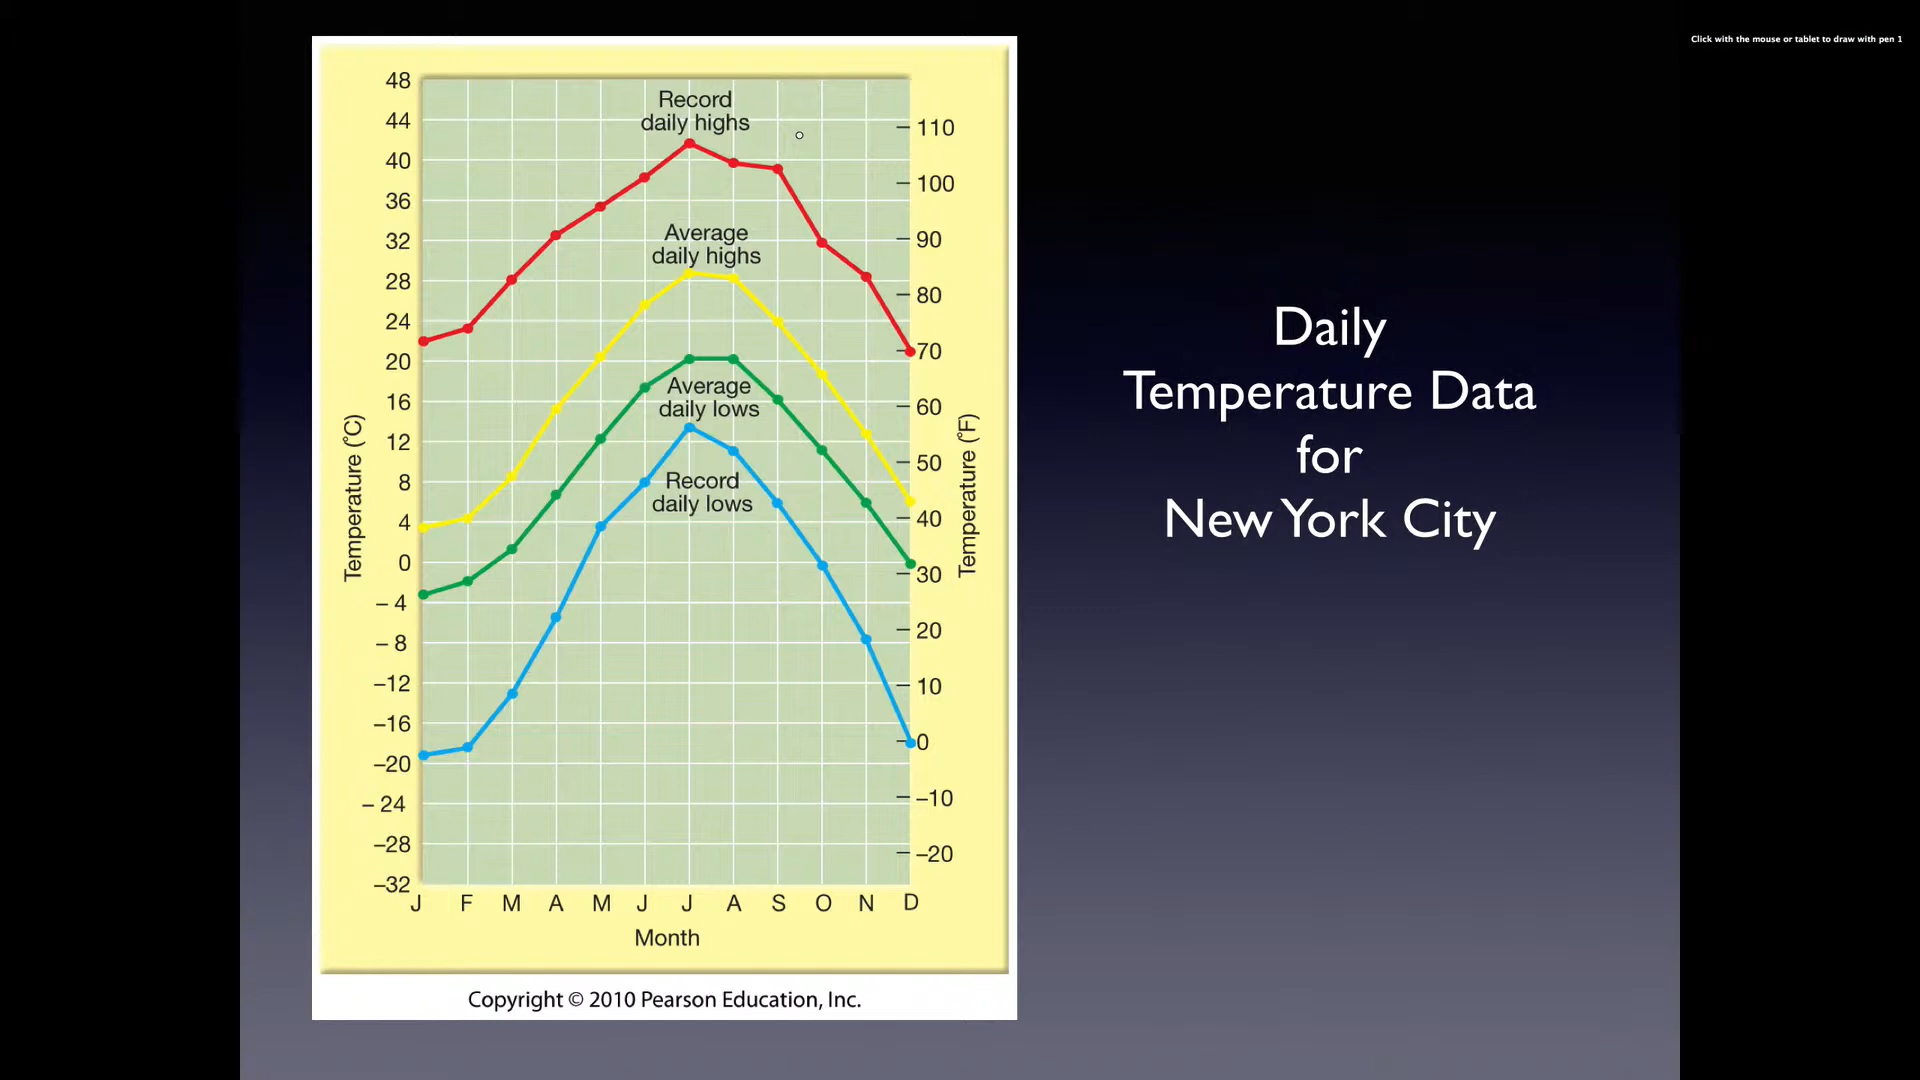 Click with the mouse or tablet to draw with pen 1
48
44
40
36
32
28
24
20
16
12
8
4
0
– 4
– 8
–12
–16
–20
– 24
–28
–32
Temperature (°C)
Record
daily highs
Average
daily highs
Average
daily lows
Record
daily lows
110
100
90
80
70
60
50
40
30
20
10
0
–10
–20
Temperature (°F)
J F M A M J J A S O N D
Month
Copyright © 2010 Pearson Education, Inc.
Daily
Temperature Data
for
New York City